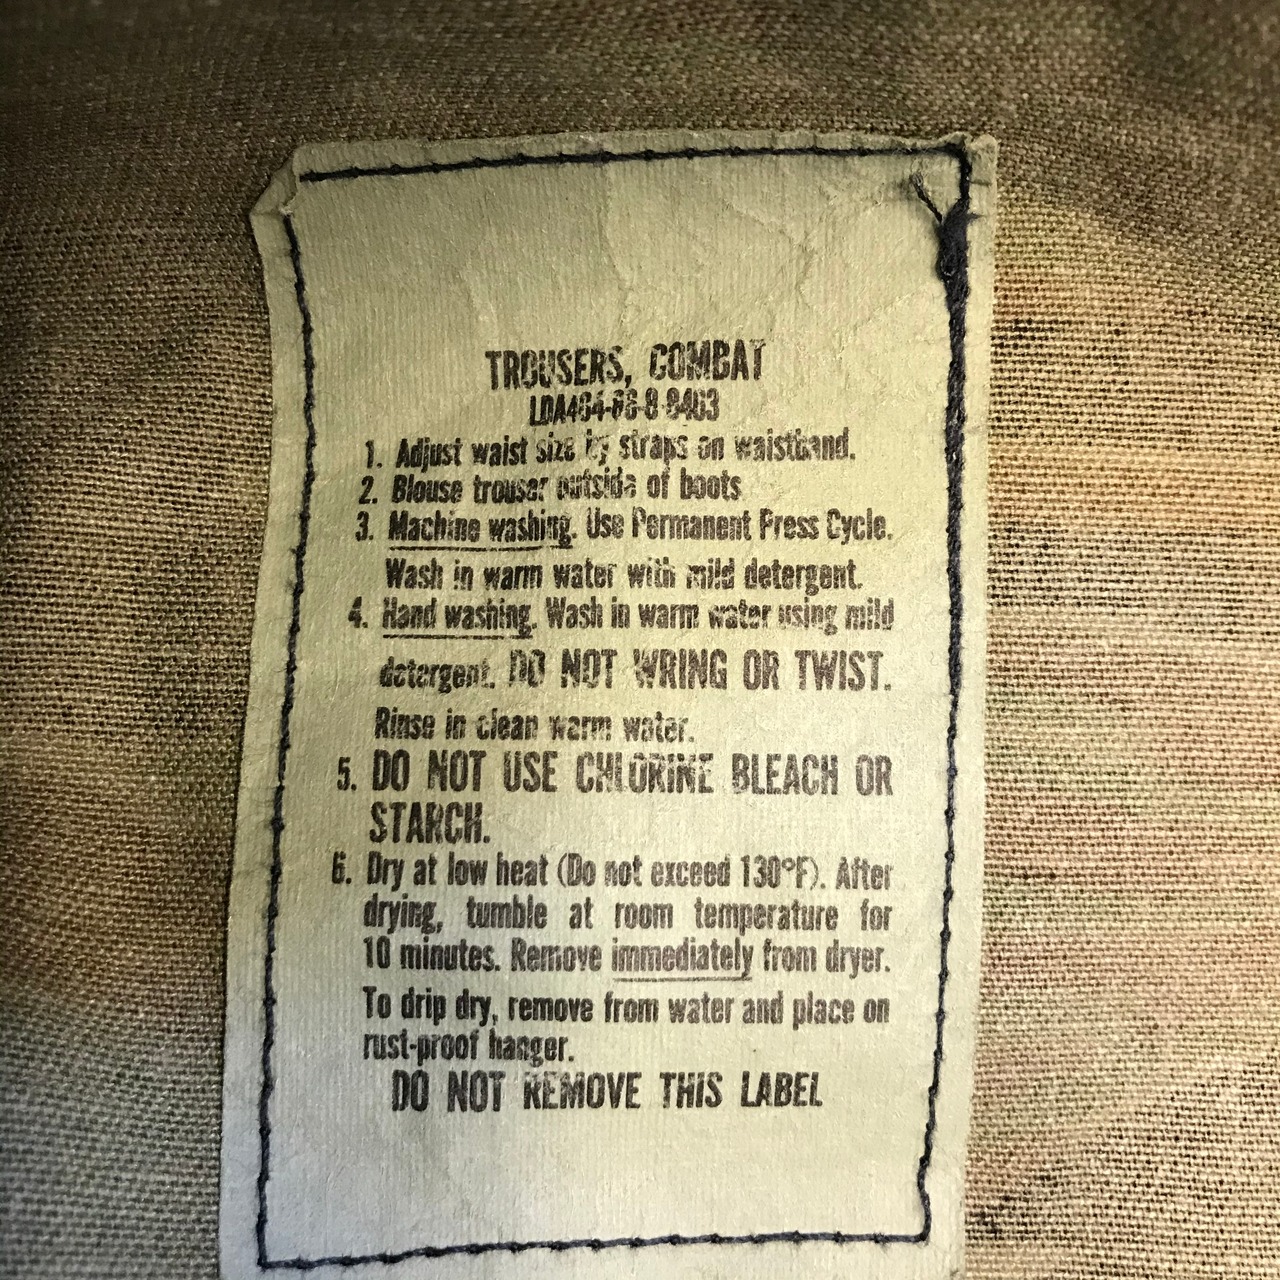 TROUSERS, COMBAT
1. Adjust waist size by straps on waistband.
2. Blouse trouser outside of boots
3. Machine washing. Use Permanent Press Cycle.
Wash in warm water with mild detergent.
4. Hand washing. Wash in warm water using mild
detergent. DO NOT WRING OR TWIST.
Rinse in clean warm water.
5. DO NOT USE CHLORINE BLEACH OR
STARCH.
6. Dry at low heat (Do not exceed 130°F). After
drying, tumble at room temperature for
10 minutes. Remove immediately from dryer.
To drip dry, remove from water and place on
rust-proof hanger.
DO NOT REMOVE THIS LABEL